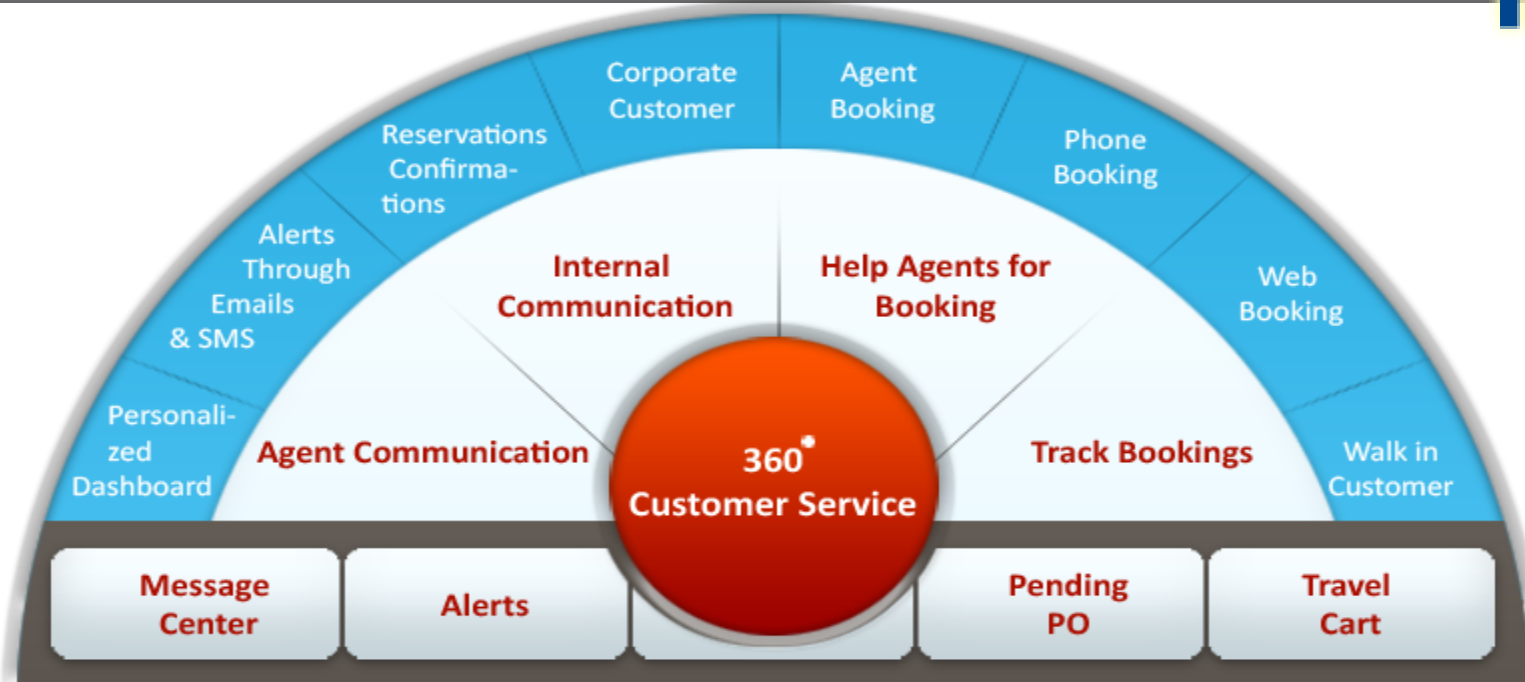 Corporate
Customer
Agent
Booking
Reservations
Confirma-
tions
Phone
Booking
Alerts
Through
Emails
& SMS
Web
Booking
Personali-
zed
Dashboard
Walk in
Customer
Internal
Communication
Help Agents for
Booking
Agent Communication
Track Bookings
360°
Customer Service
Message
Center
Alerts
Pending
PO
Travel
Cart